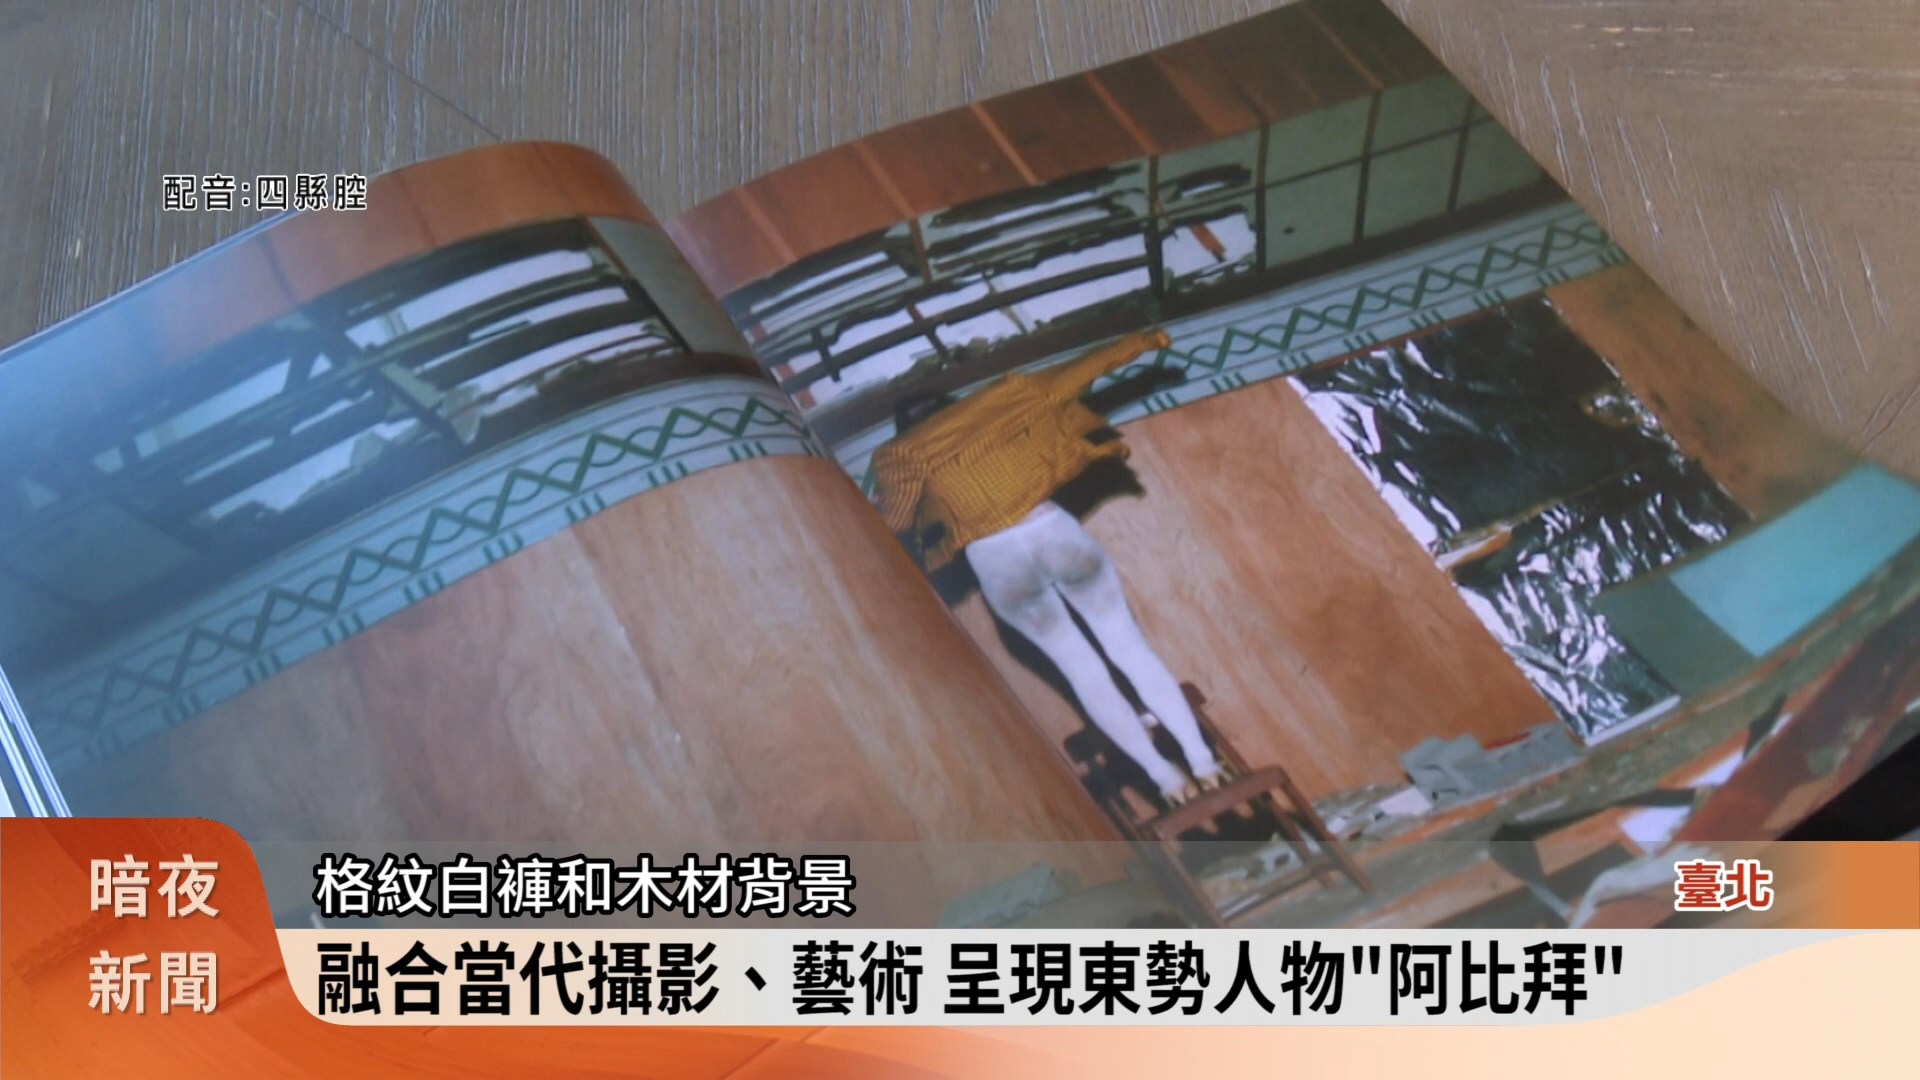 配音:四縣腔
暗夜
新聞
格紋白褲和木材背景
臺北
融合當代攝影、藝術 呈現東勢人物"阿比拜"